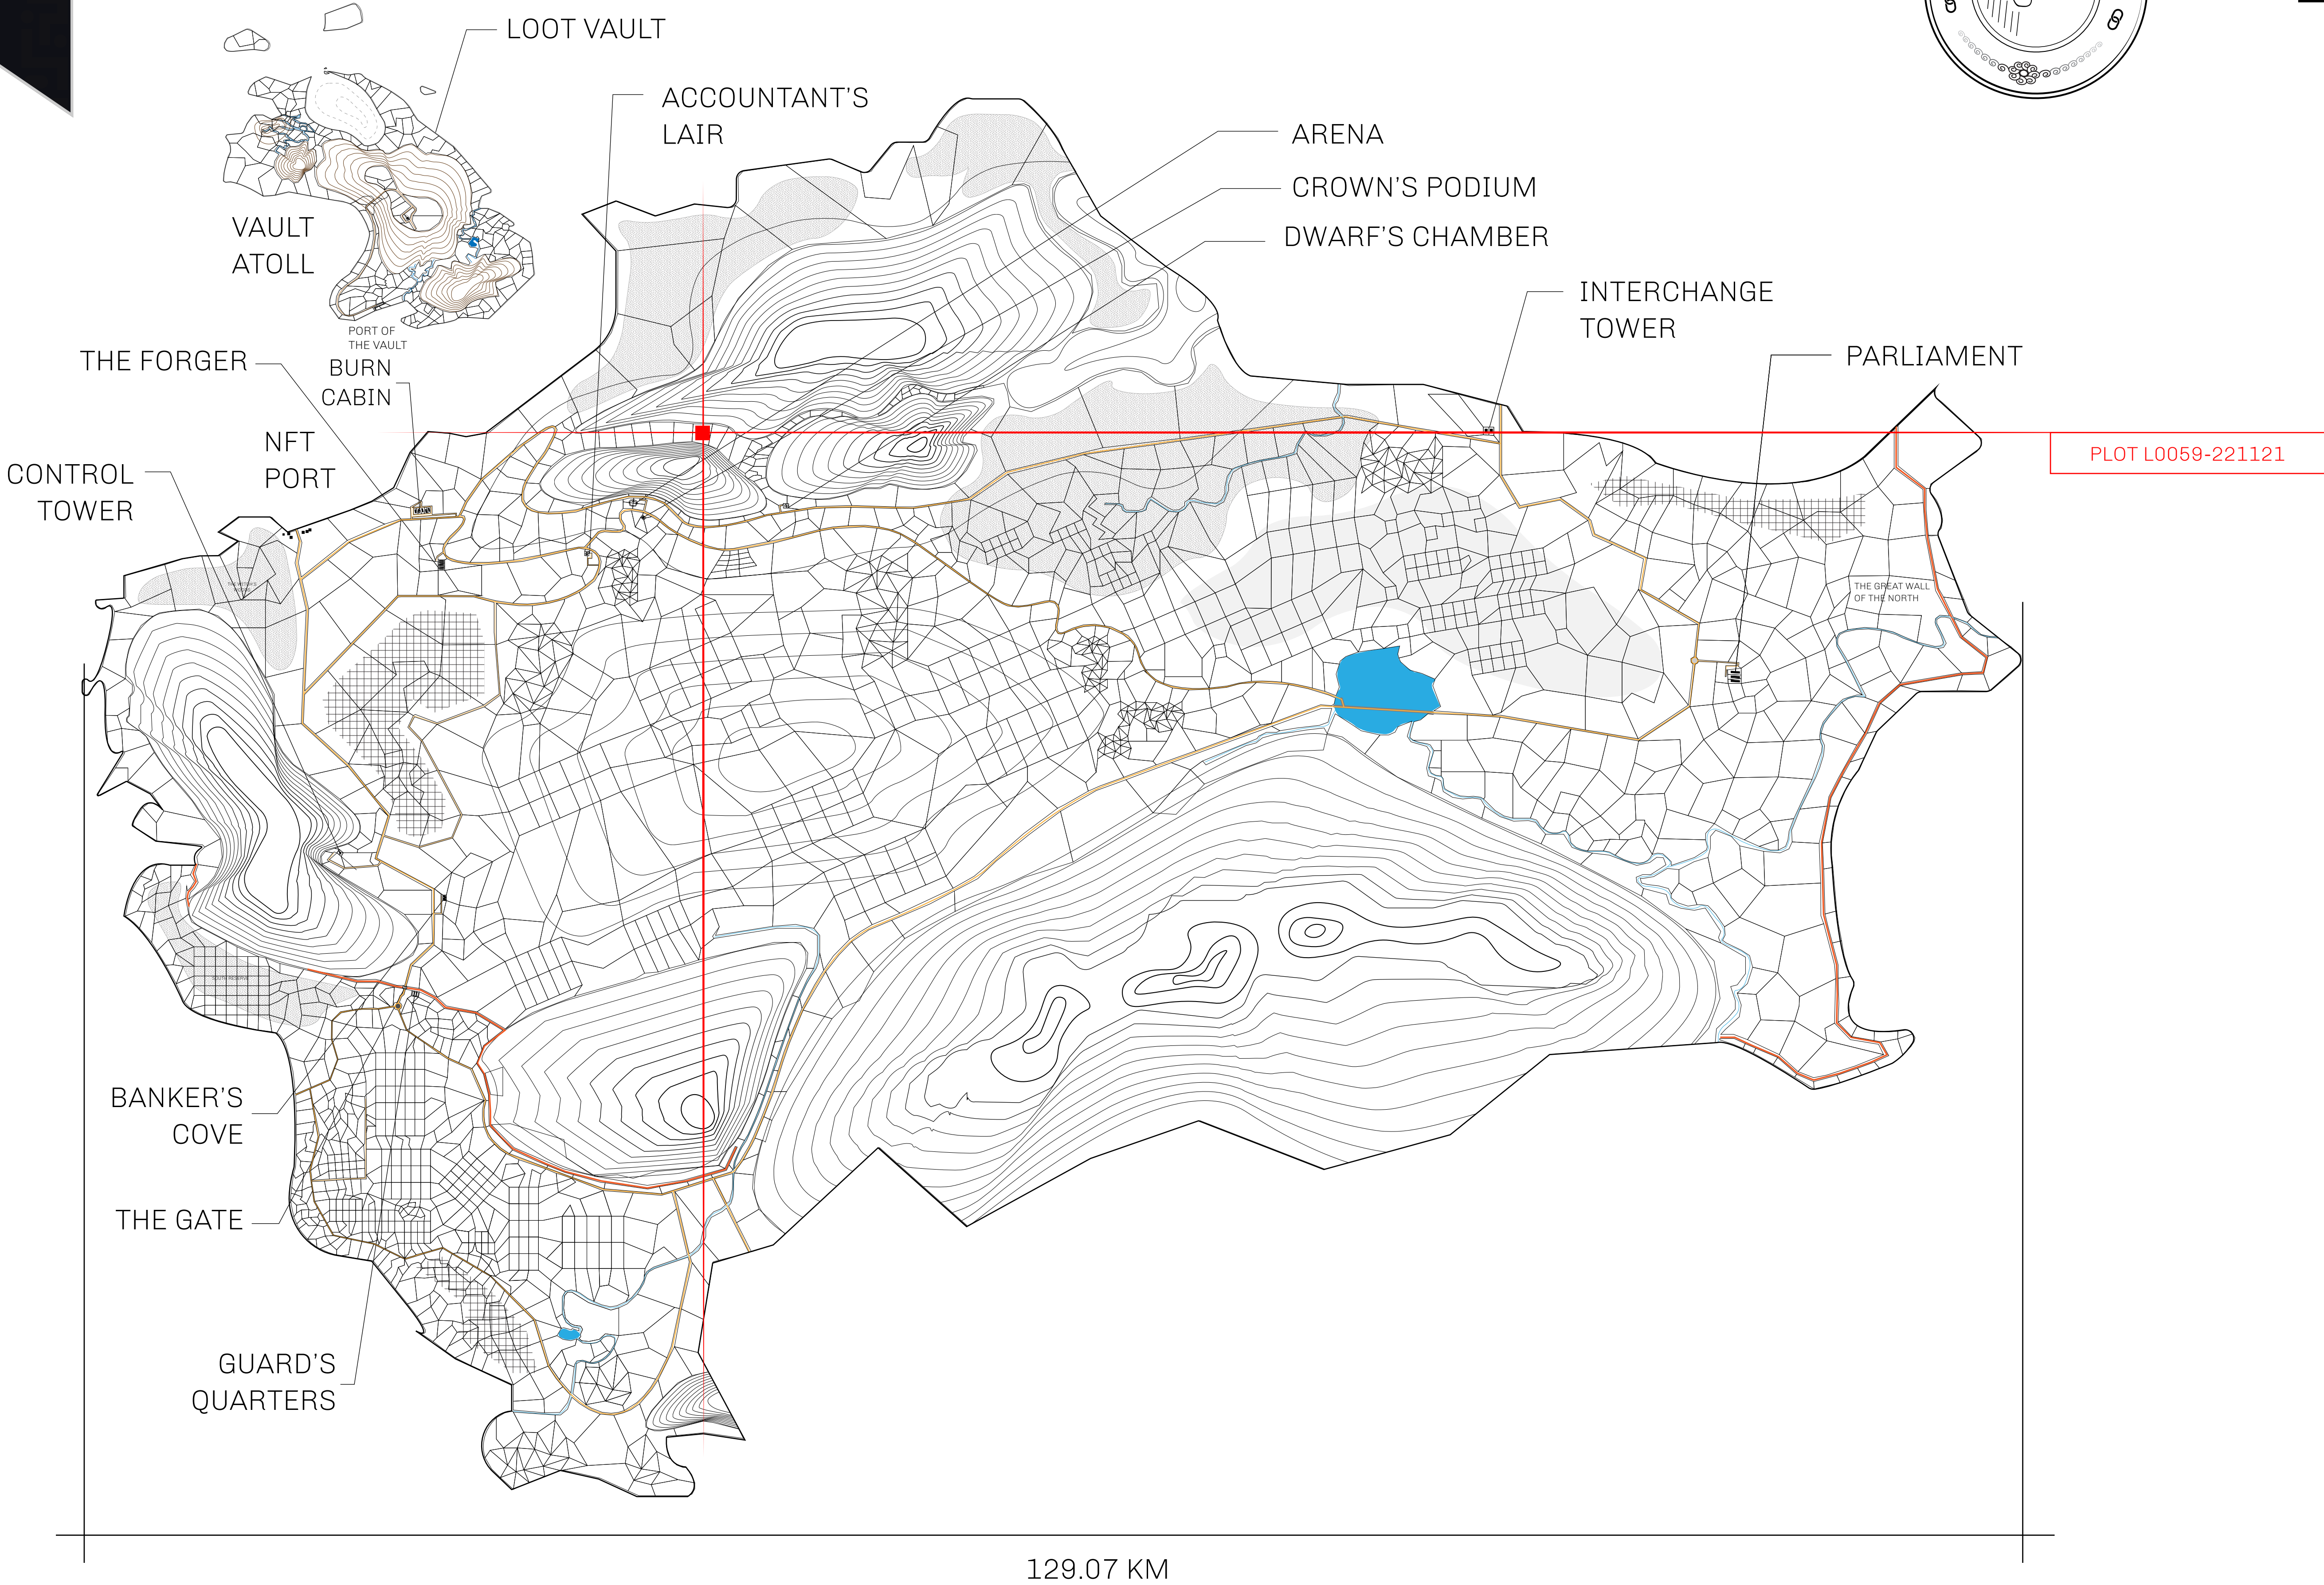 LOOT VAULT
ACCOUNTANT'S
LAIR
ARENA
CROWN'S PODIUM
DWARF'S CHAMBER
VAULT
ATOLL
INTERCHANGE
TOWER
PORT OF
THE VAULT
PARLIAMENT
THE FORGER
BURN
CABIN
NFT
PORT
PLOT L0059-221121
CONTROL
TOWER
THE GREAT WALL
OF THE NORTH
SOUTH RESERVE
BANKER'S
COVE
THE GATE
GUARD'S
QUARTERS
129.07 KM